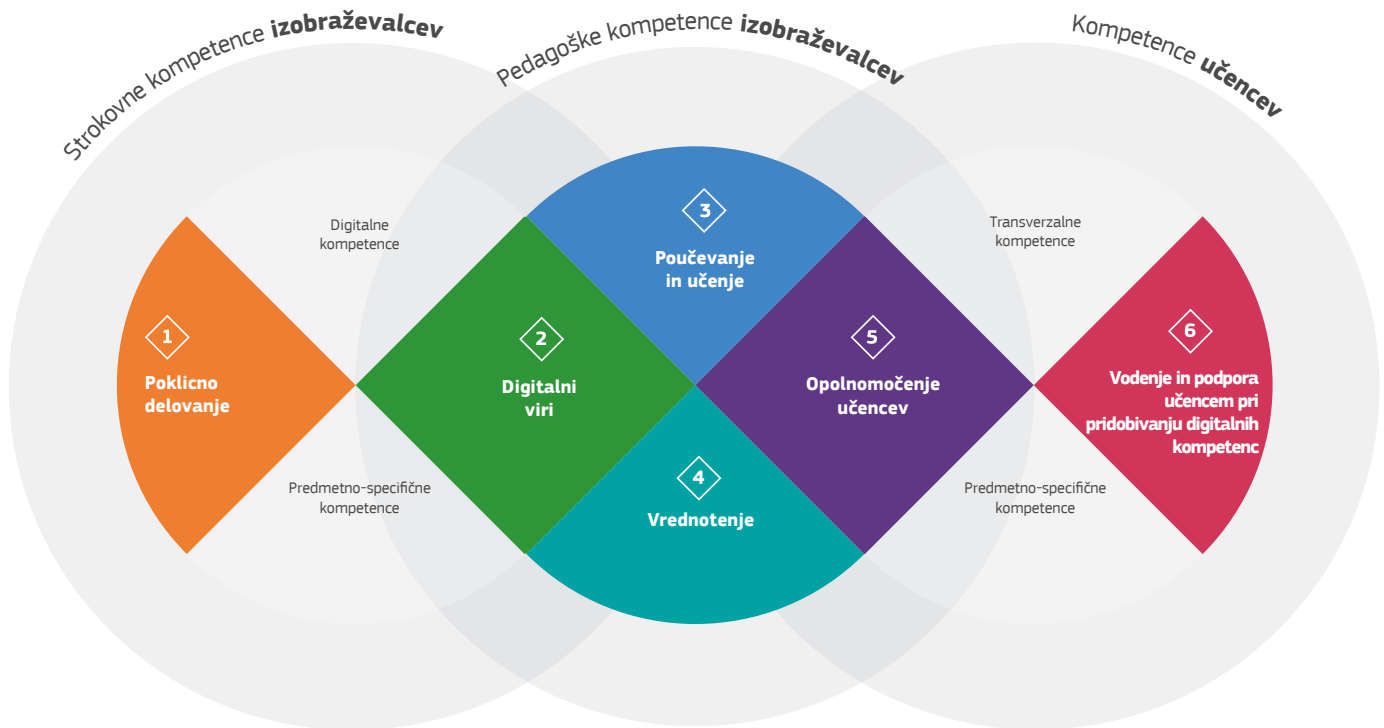 Strokovne kompetence izobraževalcev
Pedagoške kompetence izobraževalcev
Kompetence učencev
Digitalne
kompetence
Predmetno-specifične
kompetence
1
Poklicno
delovanje
2
Digitalni
viri
3
Poučevanje
in učenje
4
Vrednotenje
5
Opolnomočenje
učencev
Transverzalne
kompetence
Predmetno-specifične
kompetence
6
Vodenje in podpora
učencem pri
pridobivanju digitalnih
kompetenc